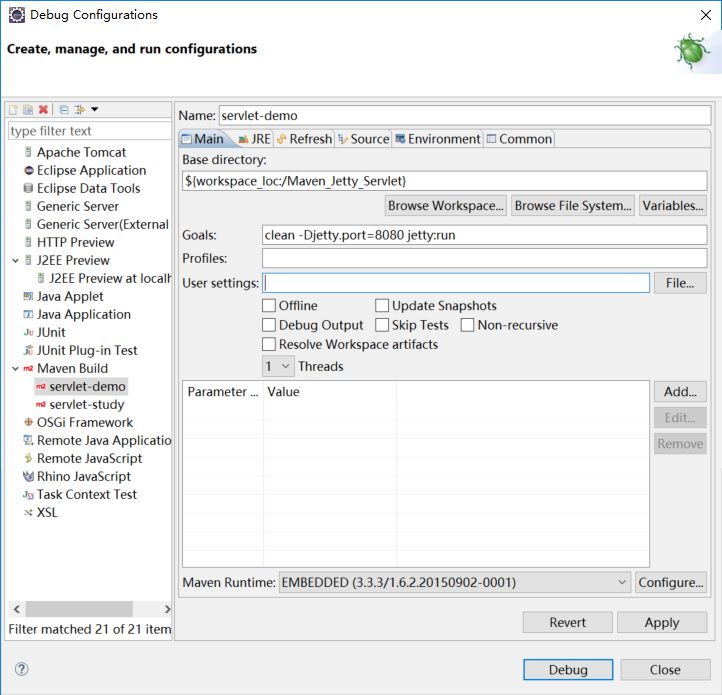 Debug Configurations
Create, manage, and run configurations
type filter text
Apache Tomcat
Eclipse Application
Eclipse Data Tools
Generic Server
Generic Server(External
HTTP Preview
J2EE Preview
J2EE Preview at localh
Java Applet
Java Application
Ju JUnit
JUnit Plug-in Test
m2 Maven Build
m2 servlet-demo
m2 servlet-study
OSGi Framework
Remote Java Applicatio
Remote JavaScript
Rhino JavaScript
Task Context Test
XSL
Filter matched 21 of 21 item
Name: servlet-demo
Main JRE Refresh Source Environment Common
Base directory:
${workspace_loc:/Maven_Jetty_Servlet}
Browse Workspace... Browse File System... Variables...
Goals: clean -Djetty.port=8080 jetty:run
Profiles:
User settings: File...
Offline Update Snapshots
Debug Output Skip Tests Non-recursive
Resolve Workspace artifacts
1 Threads
Parameter ... Value Add...
Edit...
Remove
Maven Runtime: EMBEDDED (3.3.3/1.6.2.20150902-0001) Configure...
Revert Apply
? Debug Close